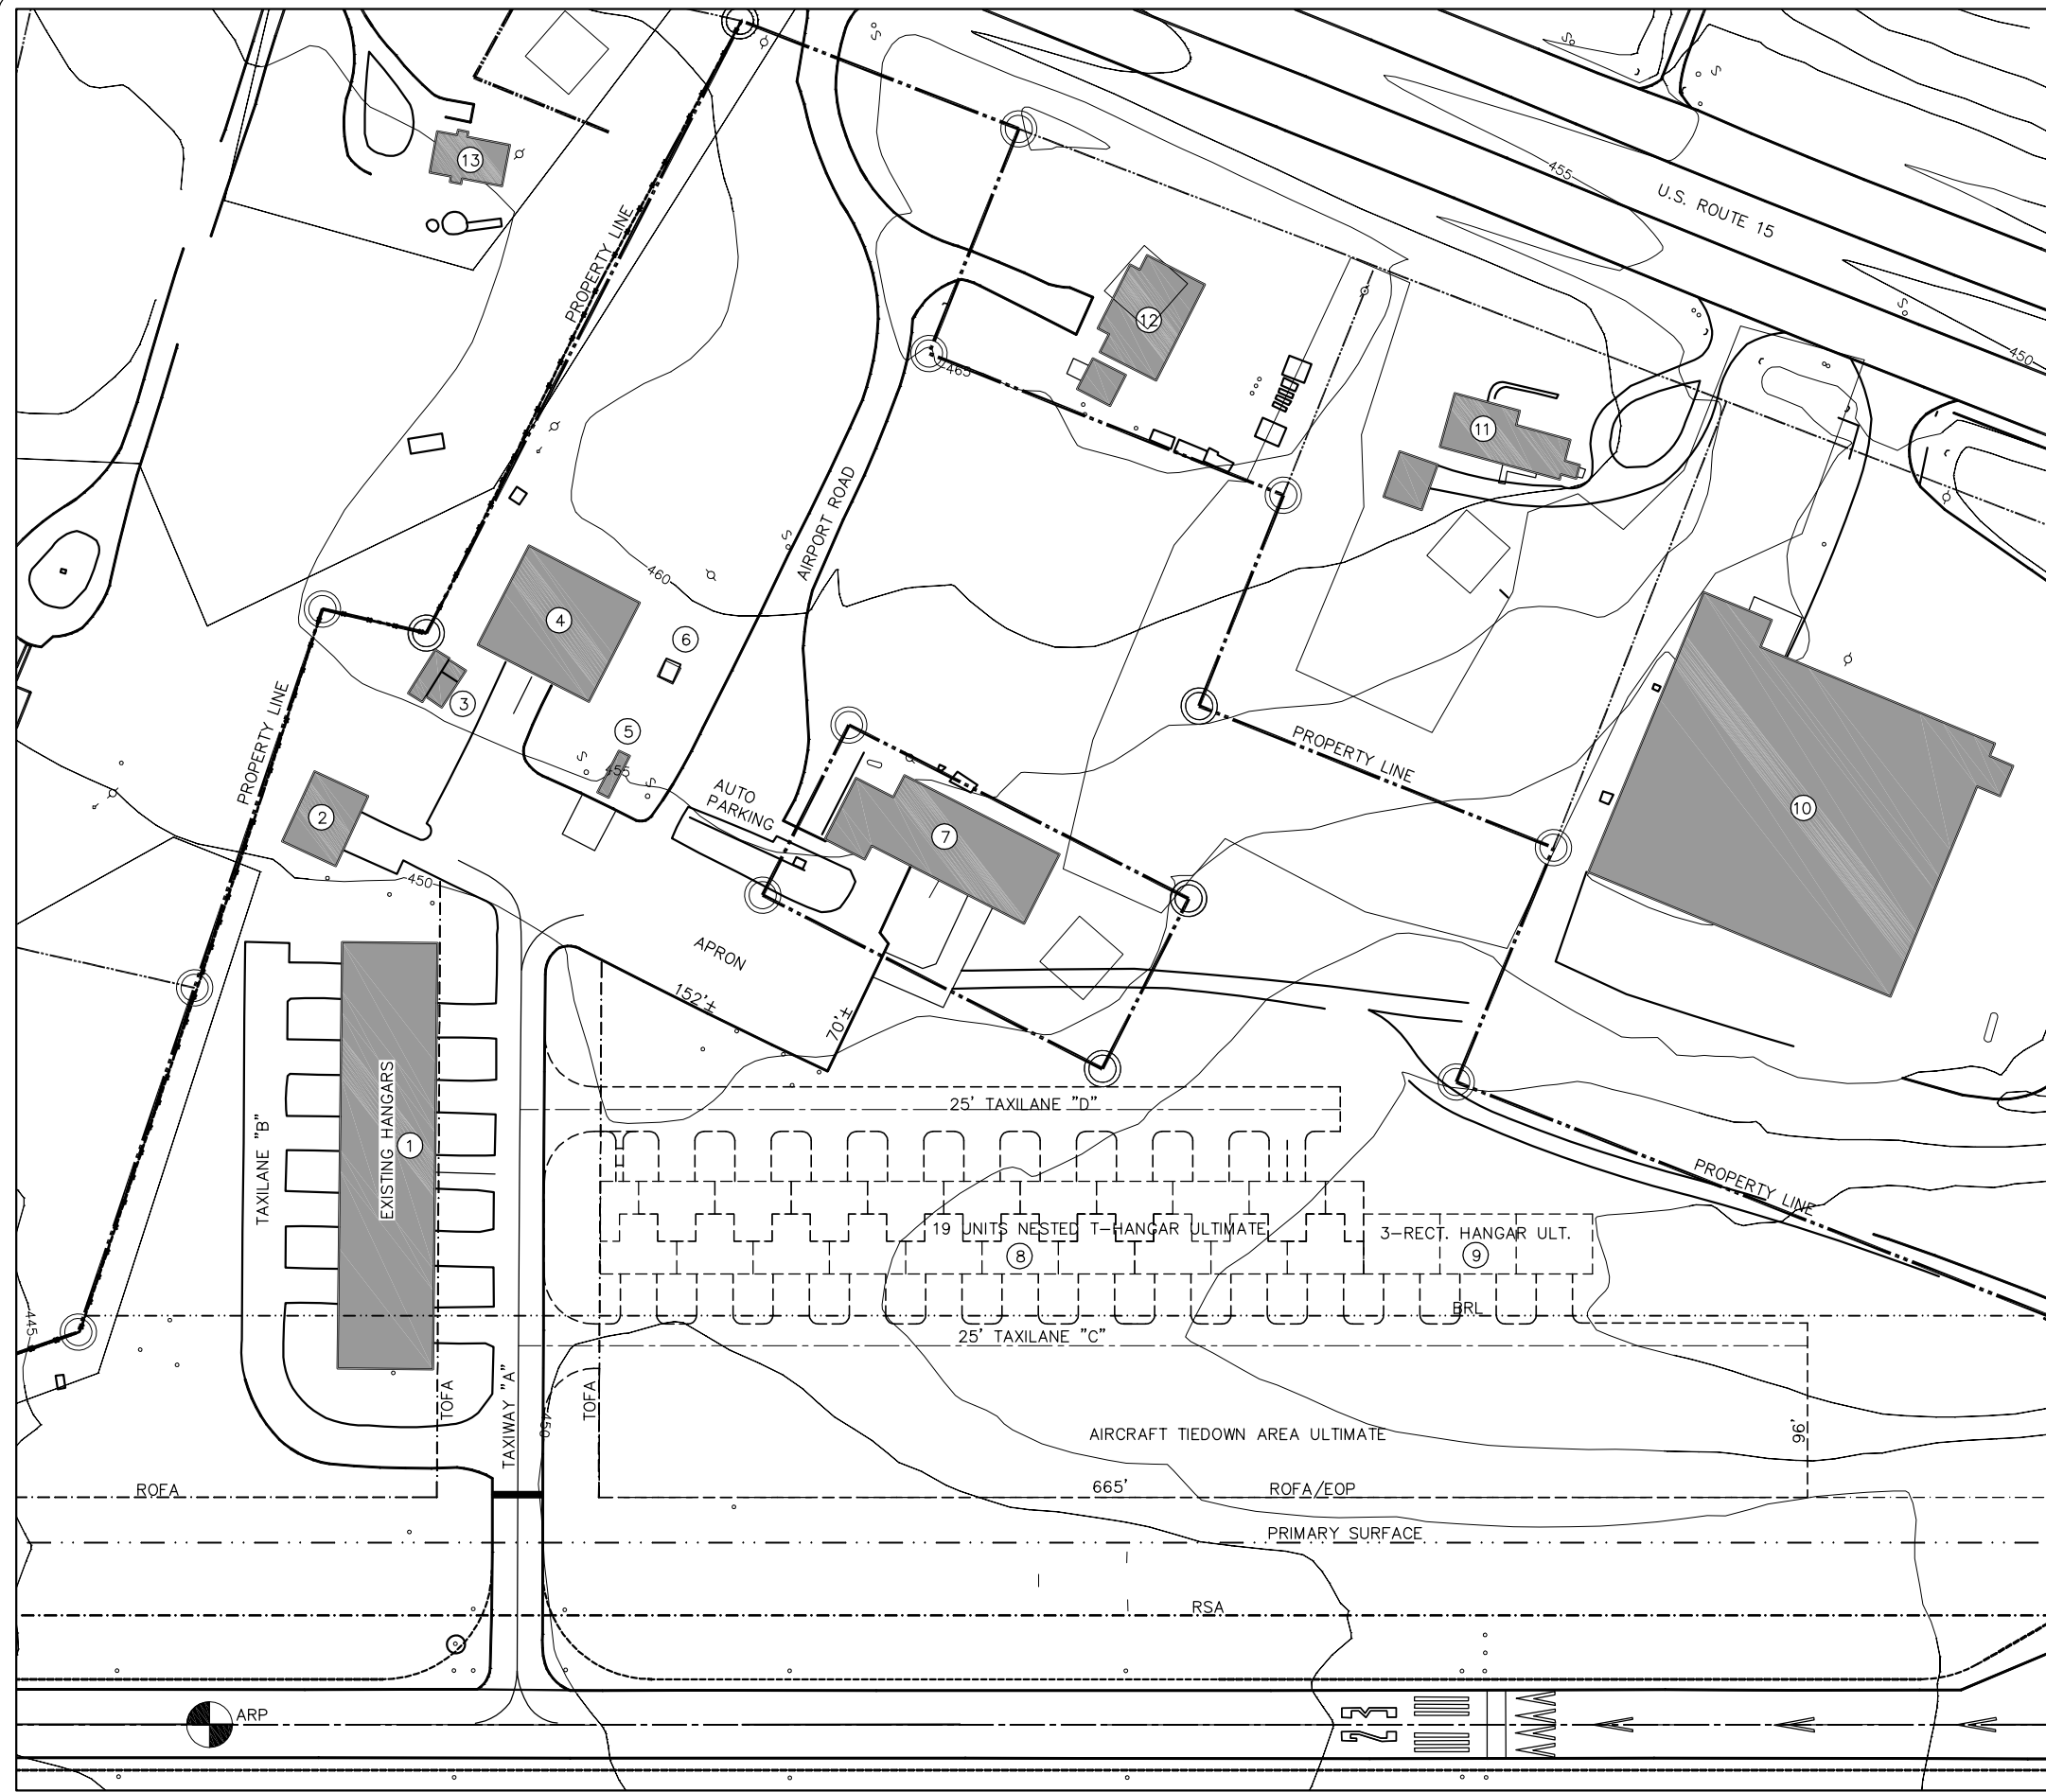 13
PROPERTY LINE
455
U.S. ROUTE 15
12
465
450
11
AIRPORT ROAD
460
4
6
3
5
455
PROPERTY LINE
PROPERTY LINE
AUTO
PARKING
2
7
10
450
APRON
152'±
70'±
EXISTING HANGARS
1
TAXILANE "B"
25' TAXILANE "D"
PROPERTY LINE
19 UNITS NESTED T-HANGAR ULTIMATE
8
3-RECT. HANGAR ULT.
9
BRL
445
25' TAXILANE "C"
TOFA
TAXIWAY "A"
450
TOFA
AIRCRAFT TIEDOWN AREA ULTIMATE
96'
ROFA
665'
ROFA/EOP
PRIMARY SURFACE
RSA
ARP
23